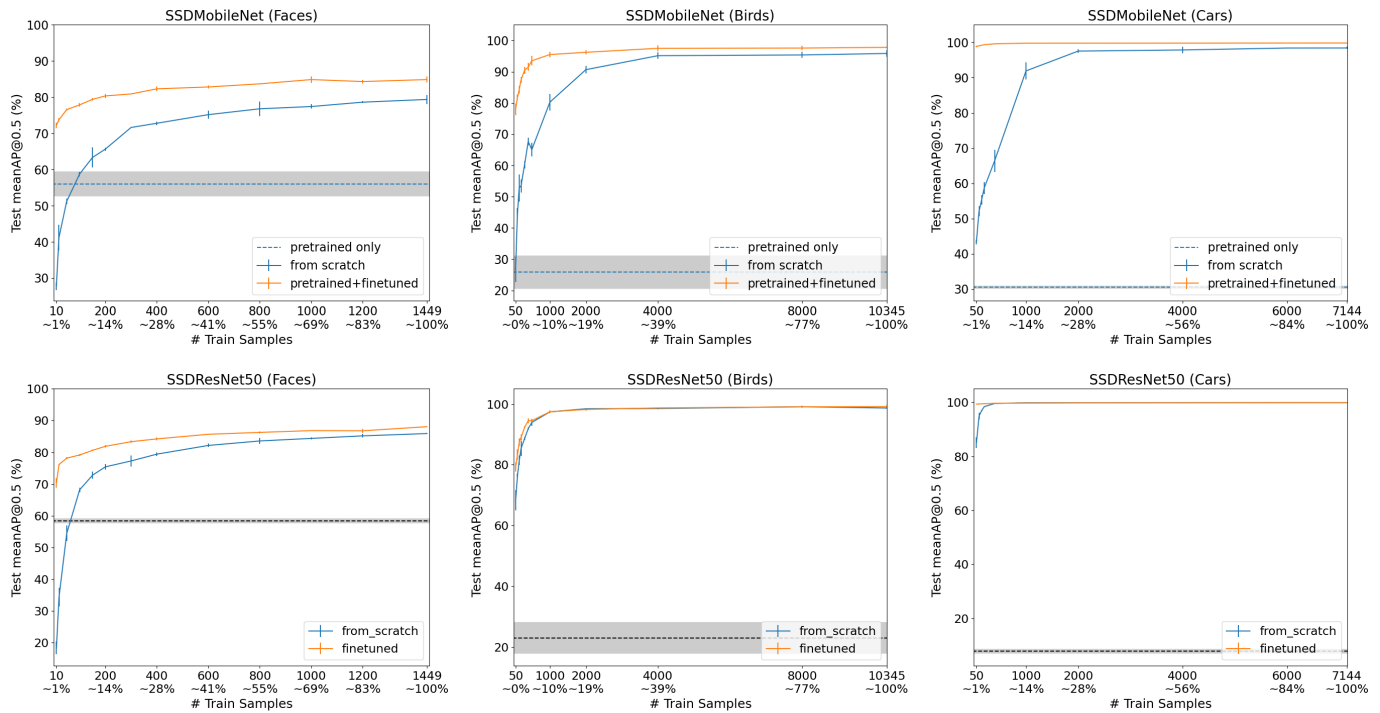 SSDMobileNet (Faces)
Test meanAP@0.5 (%)
100
90
80
70
60
50
40
30
pretrained only
from scratch
pretrained+finetuned
10 200 400 600 800 1000 1200 1449
~1% ~14% ~28% ~41% ~55% ~69% ~83% ~100%
# Train Samples
SSDMobileNet (Birds)
Test meanAP@0.5 (%)
100
90
80
70
60
50
40
30
20
pretrained only
from scratch
pretrained+finetuned
50 1000 2000 4000 8000 10345
~0% ~10% ~19% ~39% ~77% ~100%
# Train Samples
SSDMobileNet (Cars)
Test meanAP@0.5 (%)
100
90
80
70
60
50
40
30
pretrained only
from scratch
pretrained+finetuned
50 1000 2000 4000 6000 7144
~1% ~14% ~28% ~56% ~84% ~100%
# Train Samples
SSDResNet50 (Faces)
Test meanAP@0.5 (%)
100
90
80
70
60
50
40
30
20
from_scratch
finetuned
10 200 400 600 800 1000 1200 1449
~1% ~14% ~28% ~41% ~55% ~69% ~83% ~100%
# Train Samples
SSDResNet50 (Birds)
Test meanAP@0.5 (%)
100
80
60
40
20
from_scratch
finetuned
50 1000 2000 4000 8000 10345
~0% ~10% ~19% ~39% ~77% ~100%
# Train Samples
SSDResNet50 (Cars)
Test meanAP@0.5 (%)
100
80
60
40
20
from_scratch
finetuned
50 1000 2000 4000 6000 7144
~1% ~14% ~28% ~56% ~84% ~100%
# Train Samples